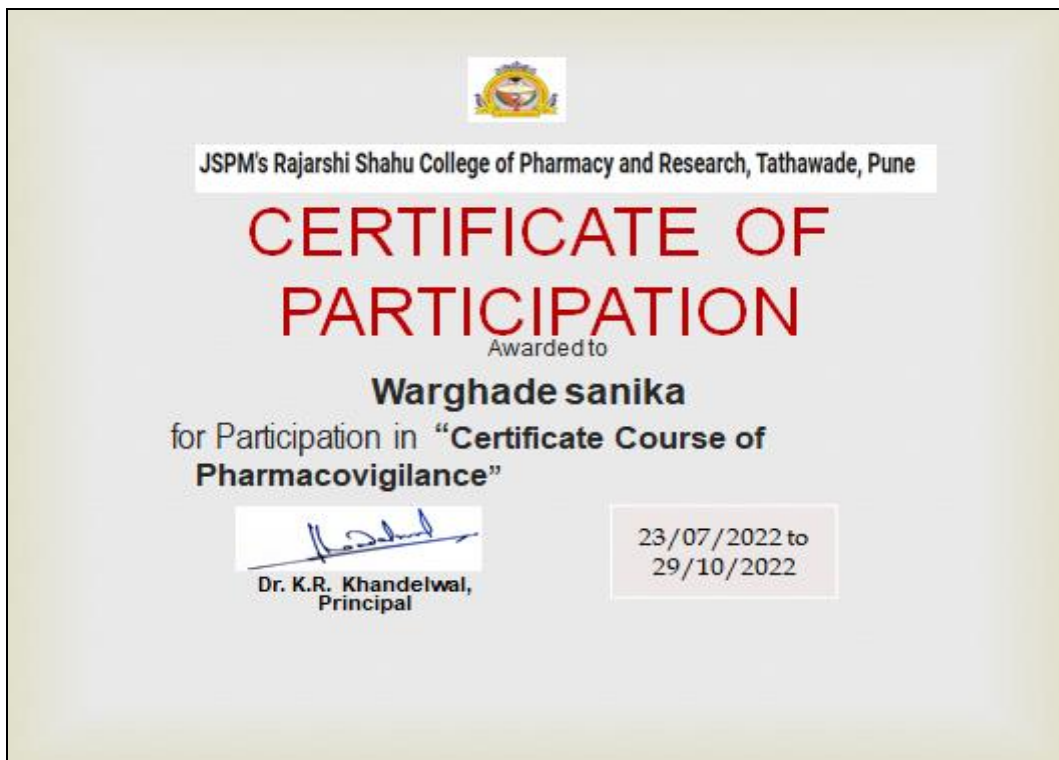 JSPM's Rajarshi Shahu College of Pharmacy and Research, Tathawade, Pune
CERTIFICATE OF
PARTICIPATION
Awarded to
Warghade sanika
for Participation in “Certificate Course of
Pharmacovigilance”
23/07/2022 to
29/10/2022
Dr. K.R. Khandelwal,
Principal